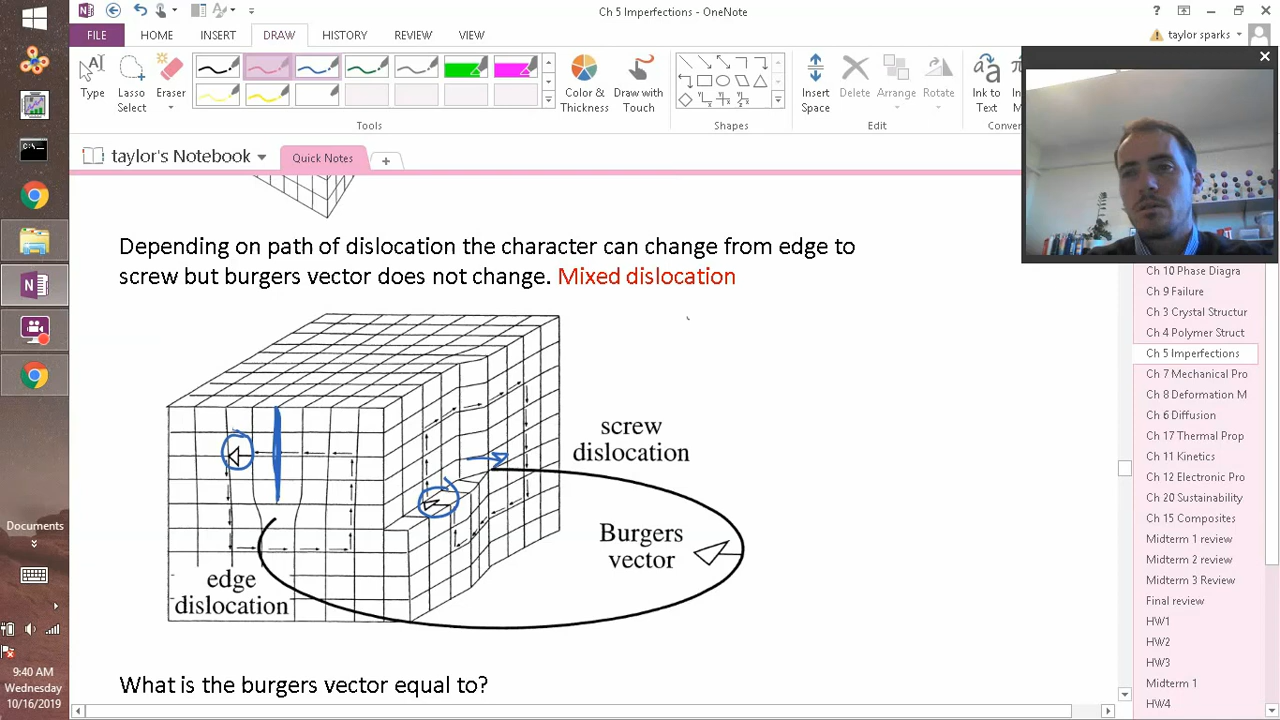 Ch 5 Imperfections - OneNote
FILE
HOME
INSERT
DRAW
HISTORY
REVIEW
VIEW
taylor sparks
Type
Lasso
Select
Eraser
Color &
Thickness
Draw with
Touch
Insert
Space
Delete
Arrange
Rotate
Ink to
Text
Tools
Shapes
Edit
Conver
taylor's Notebook
Quick Notes
Depending on path of dislocation the character can change from edge to
screw but burgers vector does not change. Mixed dislocation
screw
dislocation
Burgers
vector
edge
dislocation
What is the burgers vector equal to?
Ch 10 Phase Diagra
Ch 9 Failure
Ch 3 Crystal Structur
Ch 4 Polymer Struct
Ch 5 Imperfections
Ch 7 Mechanical Pro
Ch 8 Deformation M
Ch 6 Diffusion
Ch 17 Thermal Prop
Ch 11 Kinetics
Ch 12 Electronic Pro
Ch 20 Sustainability
Ch 15 Composites
Midterm 1 review
Midterm 2 review
Midterm 3 Review
Final review
HW1
HW2
HW3
Midterm 1
HW4
Documents
9:40 AM
Wednesday
10/16/2019